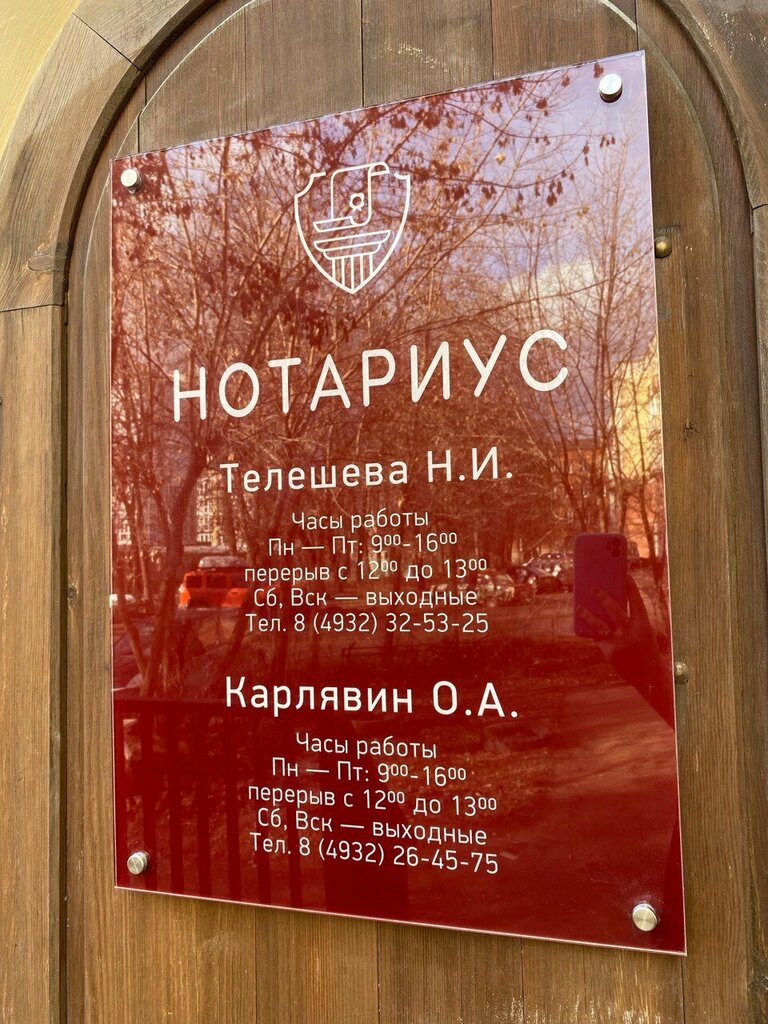 НОТАРИУС
Телешева Н.И.
Часы работы
Пн — Пт: 9⁰⁰-16⁰⁰
перерыв с 12⁰⁰ до 13⁰⁰
Сб, Вск — выходные
Тел. 8 (4932) 32-53-25
Карлявин О.А.
Часы работы
Пн — Пт: 9⁰⁰-16⁰⁰
перерыв с 12⁰⁰ до 13⁰⁰
Сб, Вск — выходные
Тел. 8 (4932) 26-45-75